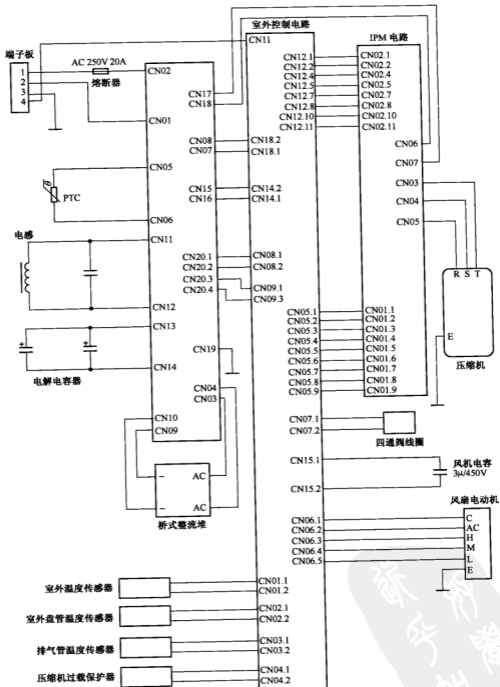 室外控制电路
IPM 电路
端子板
CN11
AC 250V 20A
熔断器
1
2
3
4
CN02
CN01
CN17
CN18
CN12.1
CN12.2
CN12.4
CN12.5
CN12.7
CN12.8
CN12.10
CN12.11
CN02.1
CN02.2
CN02.4
CN02.5
CN02.7
CN02.8
CN02.10
CN02.11
CN08
CN07
CN18.2
CN18.1
CN06
CN07
CN03
CN04
CN05
CN05
θ
PTC
CN06
CN15
CN16
CN14.2
CN14.1
电感
CN11
CN12
CN20.1
CN20.2
CN20.3
CN20.4
CN08.1
CN08.2
CN09.1
CN09.3
R S T
E
压缩机
CN13
CN14
电解电容器
CN19
CN05.1
CN05.2
CN05.3
CN05.4
CN05.5
CN05.6
CN05.7
CN05.8
CN05.9
CN01.1
CN01.2
CN01.3
CN01.4
CN01.5
CN01.6
CN01.7
CN01.8
CN01.9
CN04
CN03
CN10
CN09
CN07.1
CN07.2
四通阀线圈
AC
AC
桥式整流堆
CN15.1
CN15.2
风机电容
3μ/450V
风扇电动机
CN06.1
CN06.2
CN06.3
CN06.4
CN06.5
C
AC
H
M
L
E
室外温度传感器
CN01.1
CN01.2
室外盘管温度传感器
CN02.1
CN02.2
排气管温度传感器
CN03.1
CN03.2
压缩机过载保护器
CN04.1
CN04.2